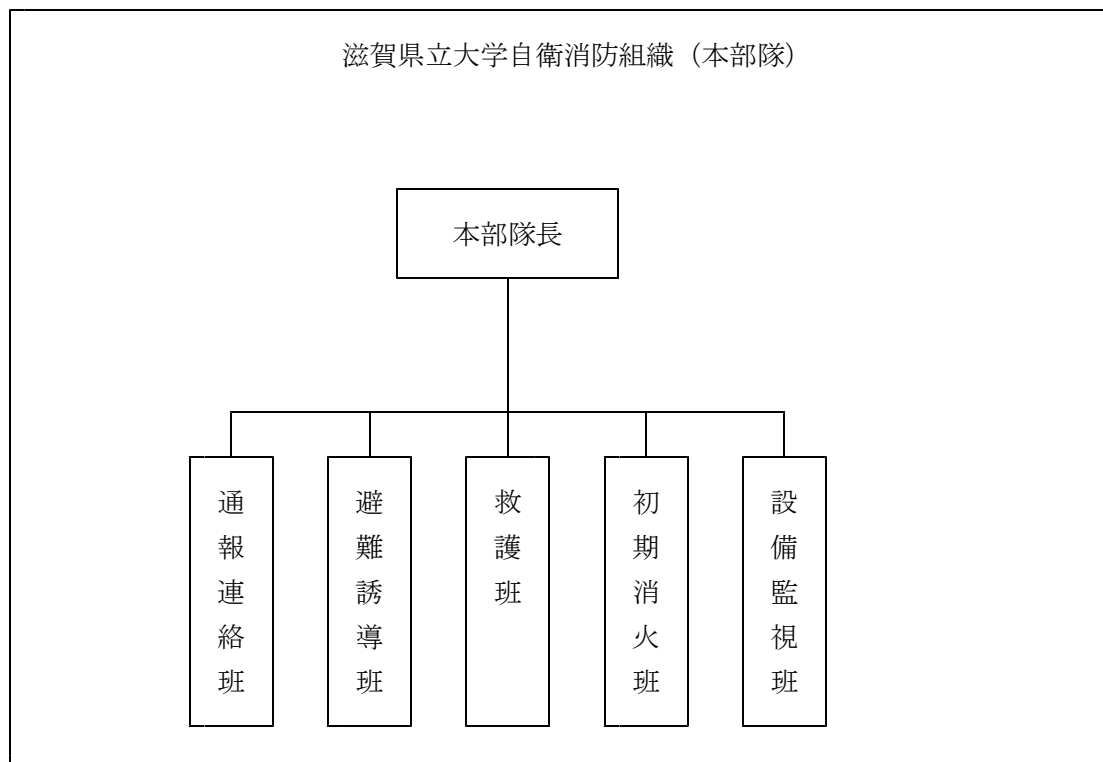 滋賀県立大学自衛消防組織（本部隊）
本部隊長
通報連絡班
避難誘導班
救護班
初期消火班
設備監視班